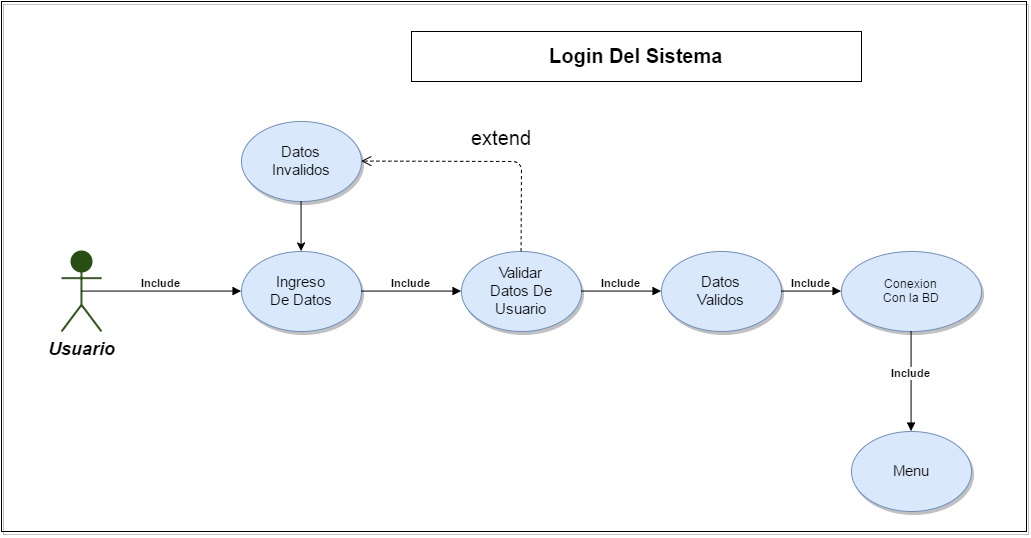 Login Del Sistema
extend
Datos
Invalidos
Usuario
Include
Ingreso
De Datos
Include
Validar
Datos De
Usuario
Include
Datos
Validos
Include
Conexion
Con la BD
Include
Menu